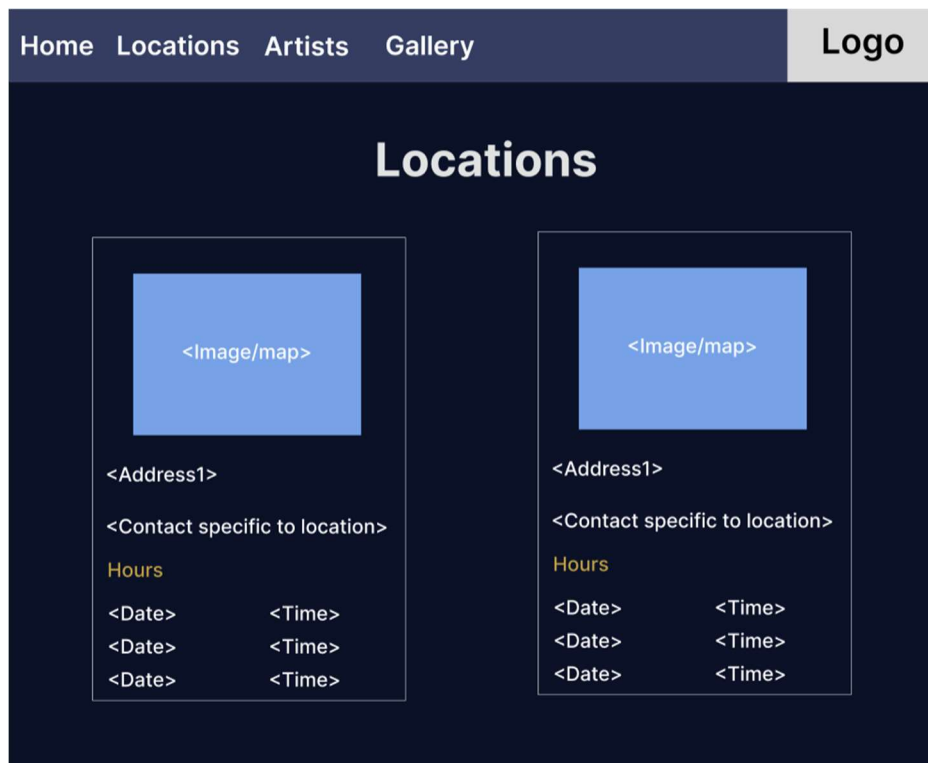 Home Locations Artists Gallery Logo
Locations
<Image/map>
<Address1>
<Contact specific to location>
Hours
<Date> <Time>
<Date> <Time>
<Date> <Time>
<Image/map>
<Address1>
<Contact specific to location>
Hours
<Date> <Time>
<Date> <Time>
<Date> <Time>